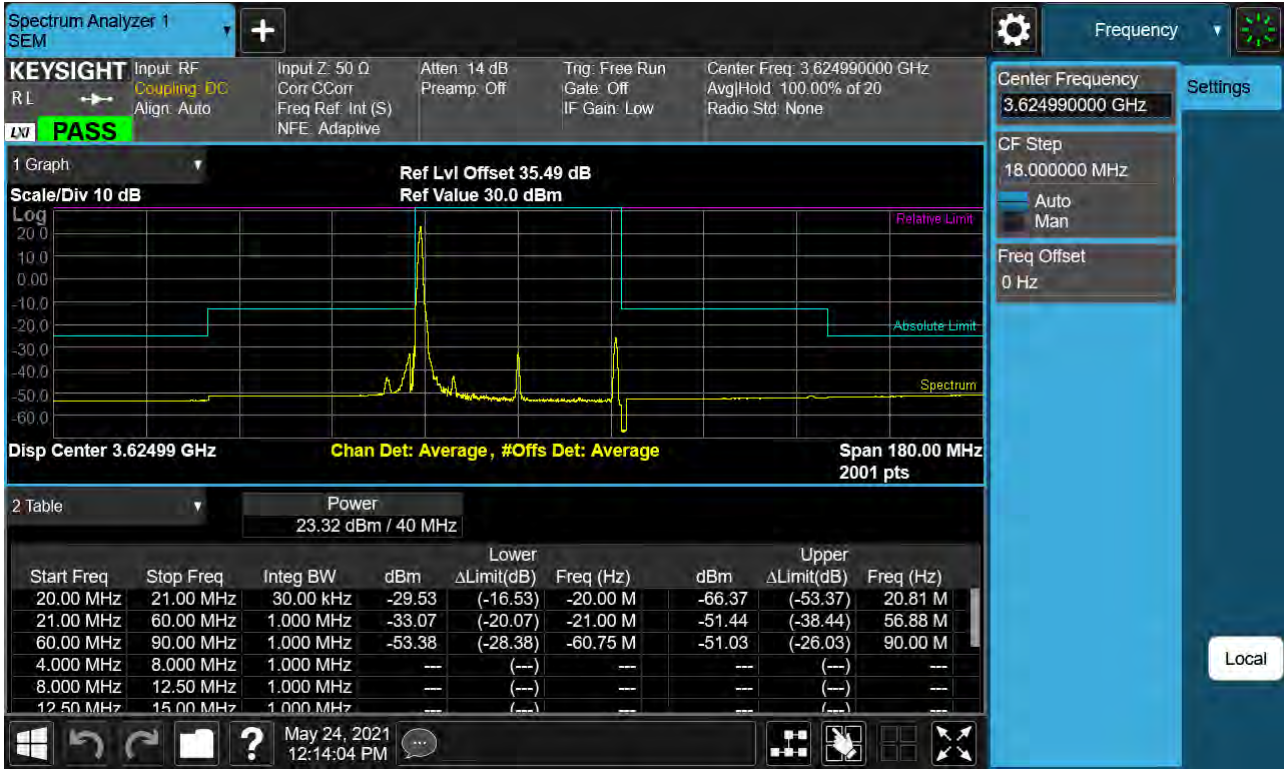 Spectrum Analyzer 1
SEM
Frequency
KEYSIGHT
R L
LXI
PASS
Input: RF
Coupling: DC
Align: Auto
Input Z: 50 Ω
Corr CCorr
Freq Ref: Int (S)
NFE: Adaptive
Atten: 14 dB
Preamp: Off
Trig: Free Run
Gate: Off
IF Gain: Low
Center Freq: 3.624990000 GHz
Avg|Hold: 100.00% of 20
Radio Std: None
Center Frequency
3.624990000 GHz
Settings
CF Step
18.000000 MHz
Auto
Man
Freq Offset
0 Hz
1 Graph
Scale/Div 10 dB
Ref Lvl Offset 35.49 dB
Ref Value 30.0 dBm
Log
20.0
10.0
0.00
-10.0
-20.0
-30.0
-40.0
-50.0
-60.0
Relative Limit
Absolute Limit
Spectrum
Disp Center 3.62499 GHz
Chan Det: Average, #Offs Det: Average
Span 180.00 MHz
2001 pts
2 Table
Power
23.32 dBm / 40 MHz
Lower Upper
Start Freq Stop Freq Integ BW dBm ΔLimit(dB) Freq (Hz) dBm ΔLimit(dB) Freq (Hz)
20.00 MHz 21.00 MHz 30.00 kHz -29.53 (-16.53) -20.00 M -66.37 (-53.37) 20.81 M
21.00 MHz 60.00 MHz 1.000 MHz -33.07 (-20.07) -21.00 M -51.44 (-38.44) 56.88 M
60.00 MHz 90.00 MHz 1.000 MHz -53.38 (-28.38) -60.75 M -51.03 (-26.03) 90.00 M
4.000 MHz 8.000 MHz 1.000 MHz --- (---) --- --- (---) ---
8.000 MHz 12.50 MHz 1.000 MHz --- (---) --- --- (---) ---
12.50 MHz 15.00 MHz 1.000 MHz --- (---) --- --- (---) ---
Local
?
May 24, 2021
12:14:04 PM